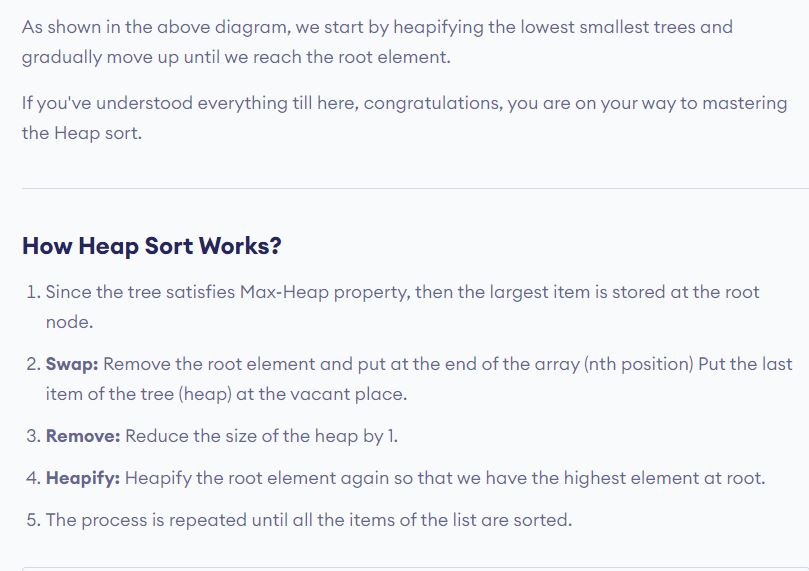 As shown in the above diagram, we start by heapifying the lowest smallest trees and
gradually move up until we reach the root element.
If you've understood everything till here, congratulations, you are on your way to mastering
the Heap sort.
How Heap Sort Works?
1. Since the tree satisfies Max-Heap property, then the largest item is stored at the root
node.
2. Swap: Remove the root element and put at the end of the array (nth position) Put the last
item of the tree (heap) at the vacant place.
3. Remove: Reduce the size of the heap by 1.
4. Heapify: Heapify the root element again so that we have the highest element at root.
5. The process is repeated until all the items of the list are sorted.